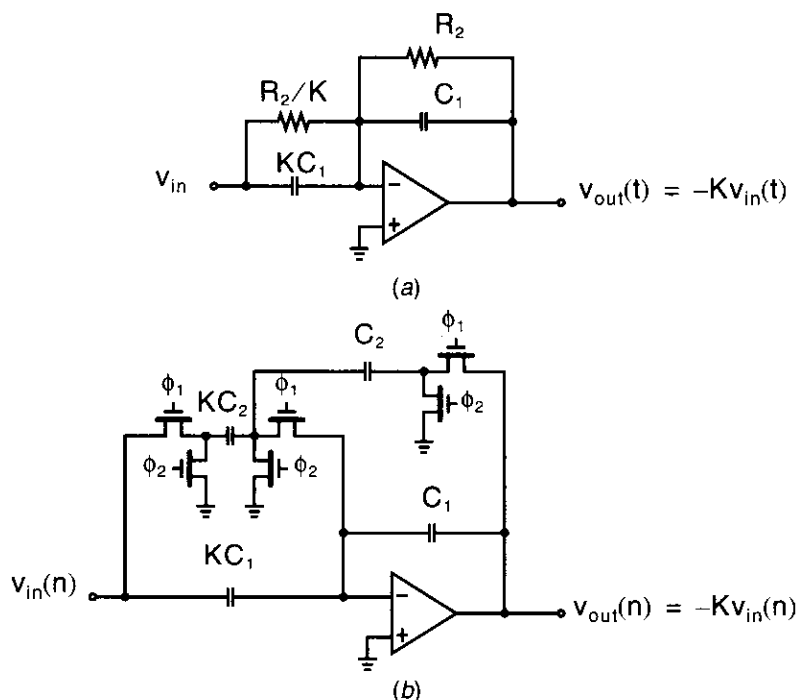 R₂
R₂/K
C₁
KC₁
v_in
−
+
v_out(t) = −Kv_in(t)
(a)
C₂
ϕ₁
ϕ₁
KC₂
ϕ₁
ϕ₂
ϕ₂
ϕ₂
C₁
KC₁
v_in(n)
−
+
v_out(n) = −Kv_in(n)
(b)